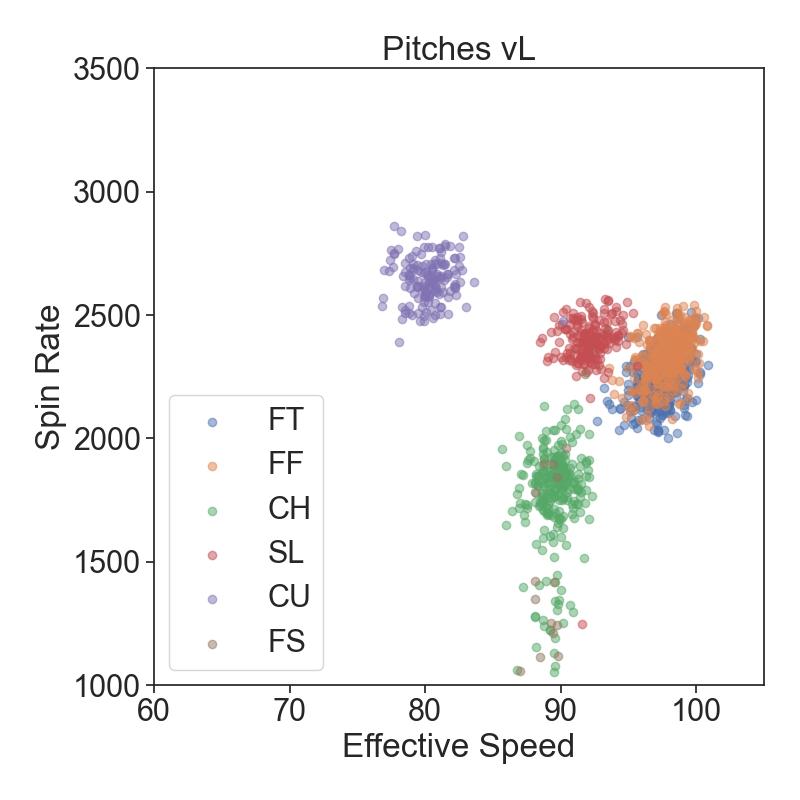 Pitches vL
3500
3000
2500
2000
1500
1000
Spin Rate
FT
FF
CH
SL
CU
FS
60 70 80 90 100
Effective Speed